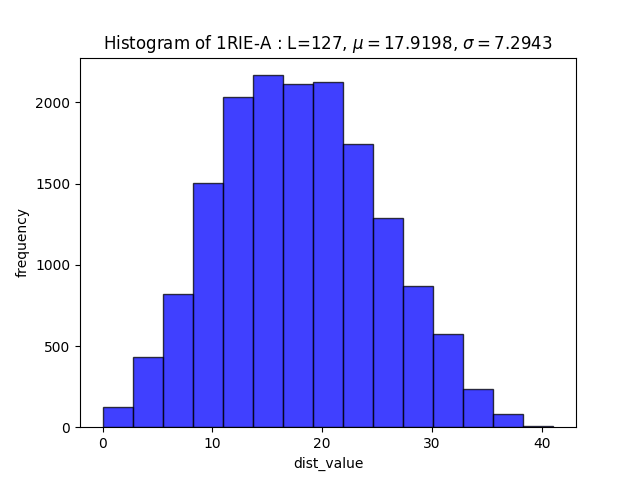 Histogram of 1RIE-A : L=127, μ = 17.9198, σ = 7.2943
frequency
2000
1500
1000
500
0
0 10 20 30 40
dist_value